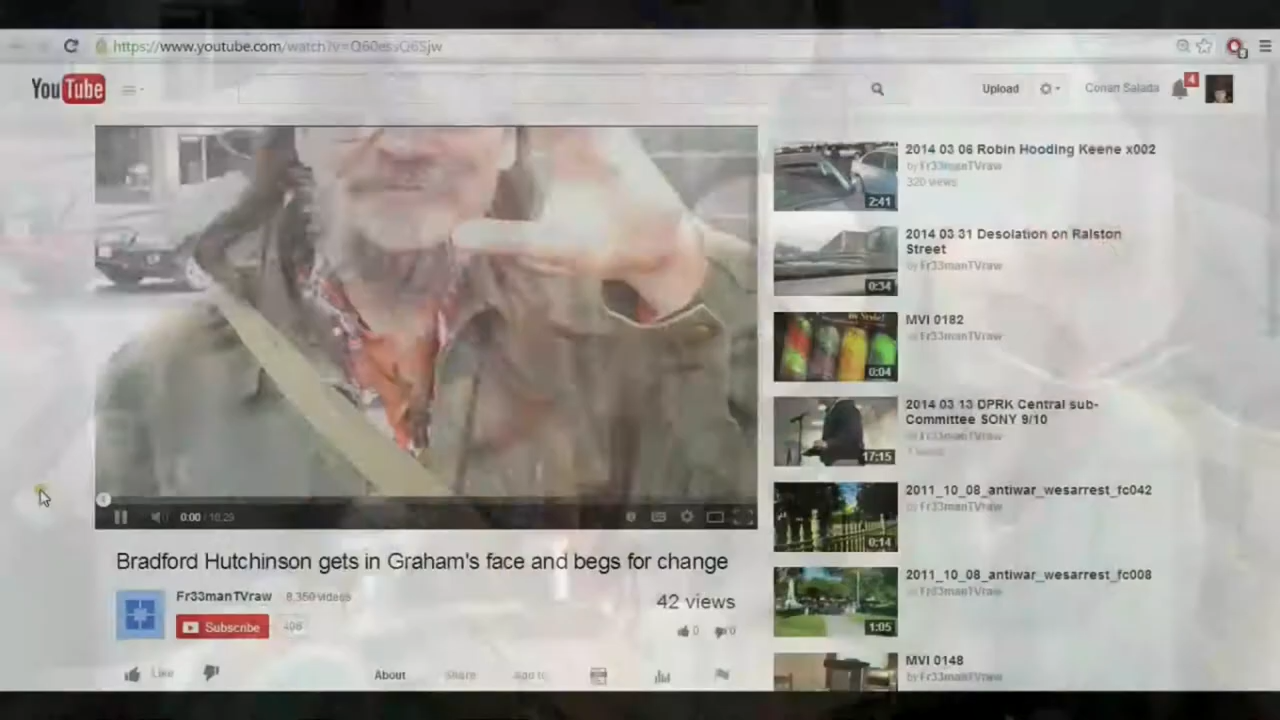 https://www.youtube.com/watch?v=Q60esvG6Sjw
YouTube
Upload
Conan Salada
4
2014 03 06 Robin Hooding Keene x002
by Fr33manTVraw
320 views
2:41
2014 03 31 Desolation on Ralston
Street
by Fr33manTVraw
0:34
MVI 0182
by Fr33manTVraw
0:04
2014 03 13 DPRK Central sub-
Committee SONY 9/10
by Fr33manTVraw
17:15
2011_10_08_antiwar_wesarrest_fc042
by Fr33manTVraw
0:14
2011_10_08_antiwar_wesarrest_fc008
by Fr33manTVraw
1:05
MVI 0148
by Fr33manTVraw
0:00 / 10:29
Bradford Hutchinson gets in Graham's face and begs for change
Fr33manTVraw
8,350 videos
Subscribe
406
42 views
0
0
Like
About
Share
Add to